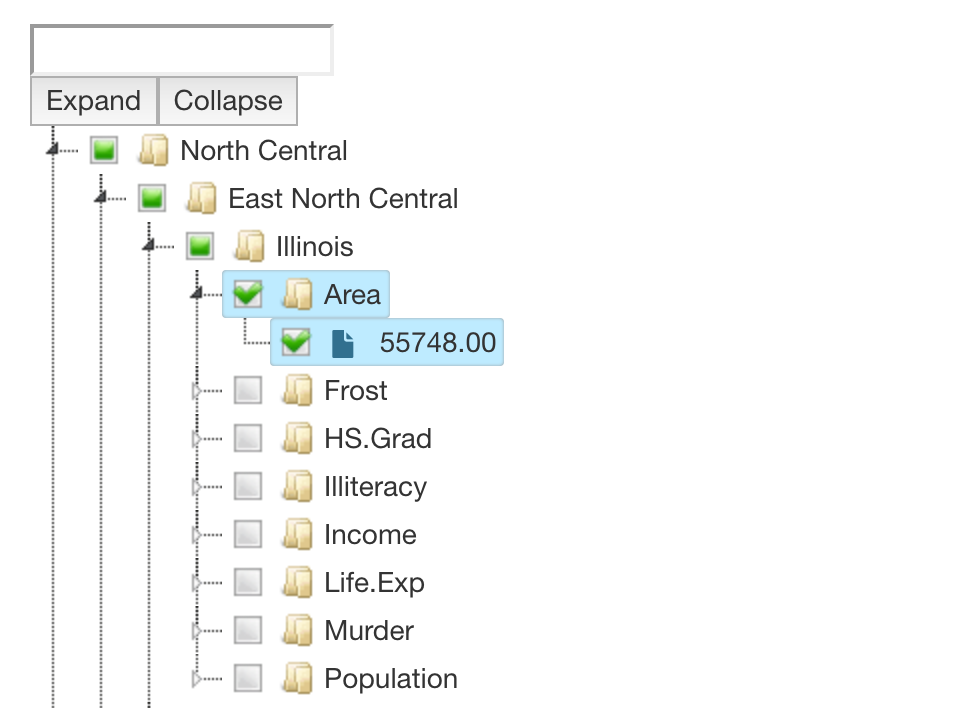 Expand Collapse
North Central
East North Central
Illinois
Area
55748.00
Frost
HS.Grad
Illiteracy
Income
Life.Exp
Murder
Population